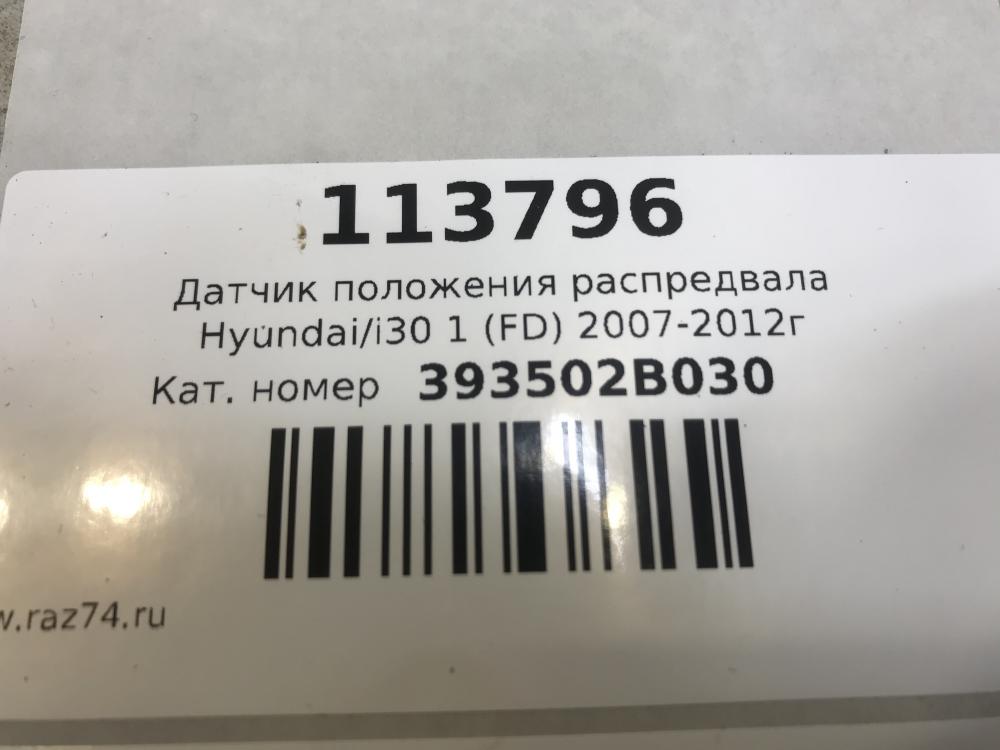 113796
Датчик положения распредвала
Hyundai/i30 1 (FD) 2007-2012г
Кат. номер 393502B030
w.raz74.ru